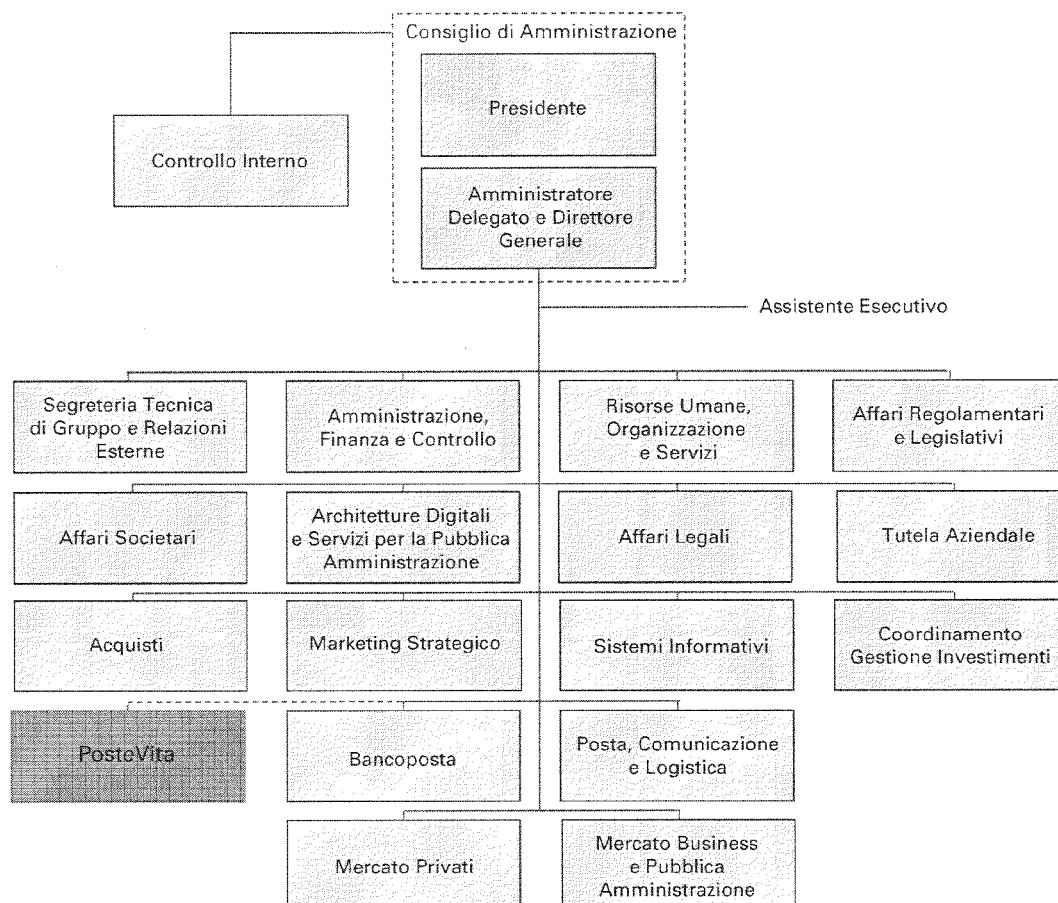 Consiglio di Amministrazione
Presidente
Controllo Interno
Amministratore
Delegato e Direttore
Generale
Assistente Esecutivo
Segreteria Tecnica
di Gruppo e Relazioni
Esterne
Amministrazione,
Finanza e Controllo
Risorse Umane,
Organizzazione
e Servizi
Affari Regolamentari
e Legislativi
Affari Societari
Architetture Digitali
e Servizi per la Pubblica
Amministrazione
Affari Legali
Tutela Aziendale
Acquisti
Marketing Strategico
Sistemi Informativi
Coordinamento
Gestione Investimenti
PosteVita
Bancoposta
Posta, Comunicazione
e Logistica
Mercato Privati
Mercato Business
e Pubblica
Amministrazione